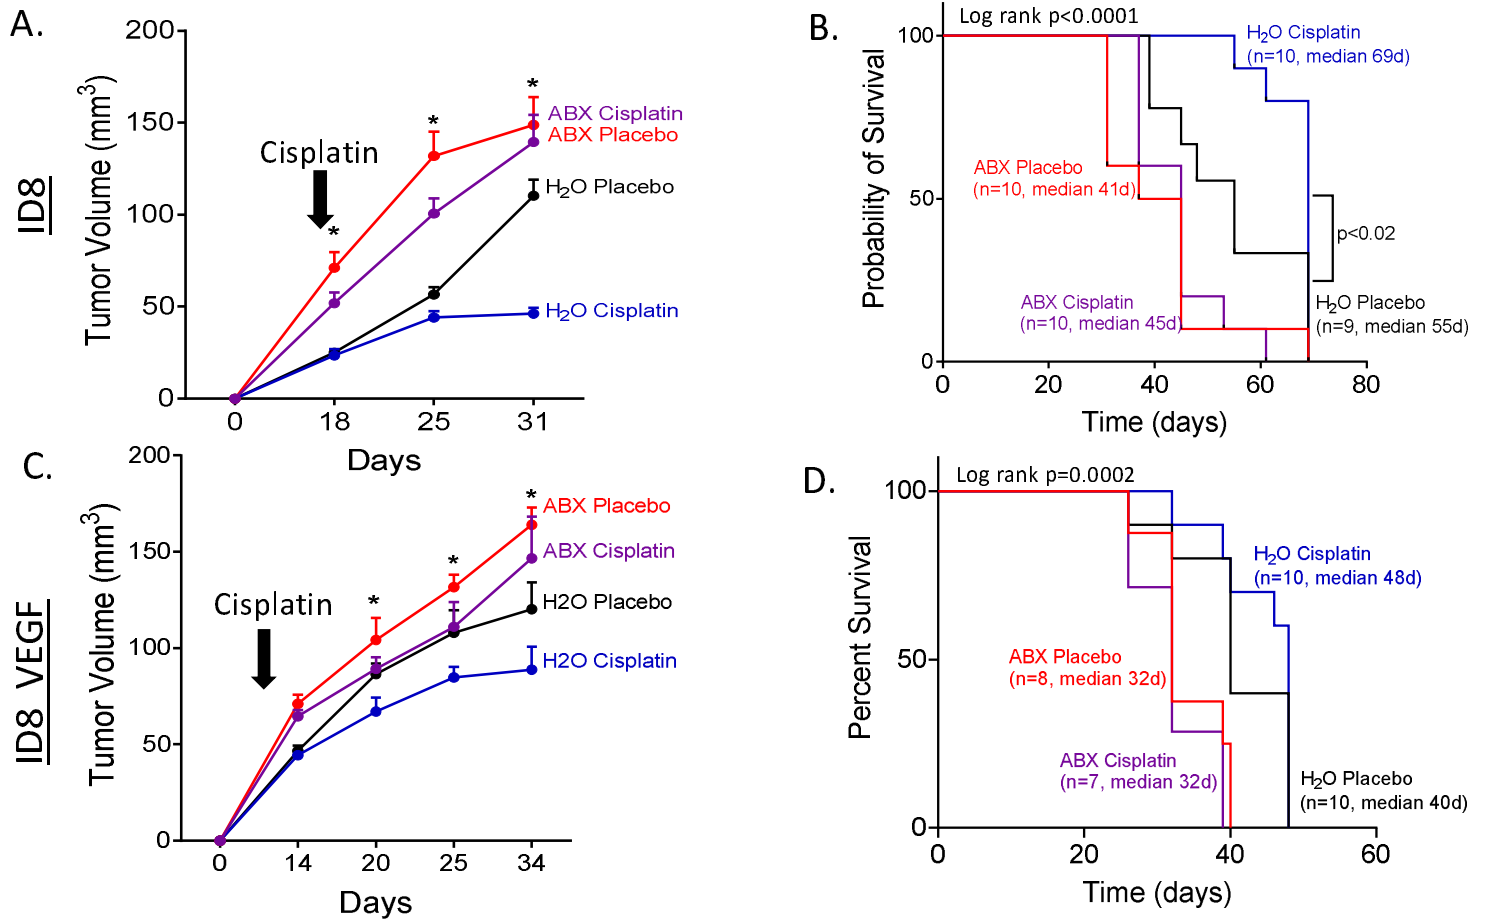 A.
ID8
200
150
100
50
0
Tumor Volume (mm3)
Cisplatin
*
*
*
ABX Cisplatin
ABX Placebo
H2O Placebo
H2O Cisplatin
0 18 25 31
Days
B.
Log rank p<0.0001
Probability of Survival
100
50
0
H2O Cisplatin
(n=10, median 69d)
ABX Placebo
(n=10, median 41d)
p<0.02
ABX Cisplatin
(n=10, median 45d)
H2O Placebo
(n=9, median 55d)
0 20 40 60 80
Time (days)
C.
ID8 VEGF
200
150
100
50
0
Tumor Volume (mm3)
Cisplatin
*
*
*
ABX Placebo
ABX Cisplatin
H2O Placebo
H2O Cisplatin
0 14 20 25 34
Days
D.
Log rank p=0.0002
Percent Survival
100
50
0
H2O Cisplatin
(n=10, median 48d)
ABX Placebo
(n=8, median 32d)
ABX Cisplatin
(n=7, median 32d)
H2O Placebo
(n=10, median 40d)
0 20 40 60
Time (days)